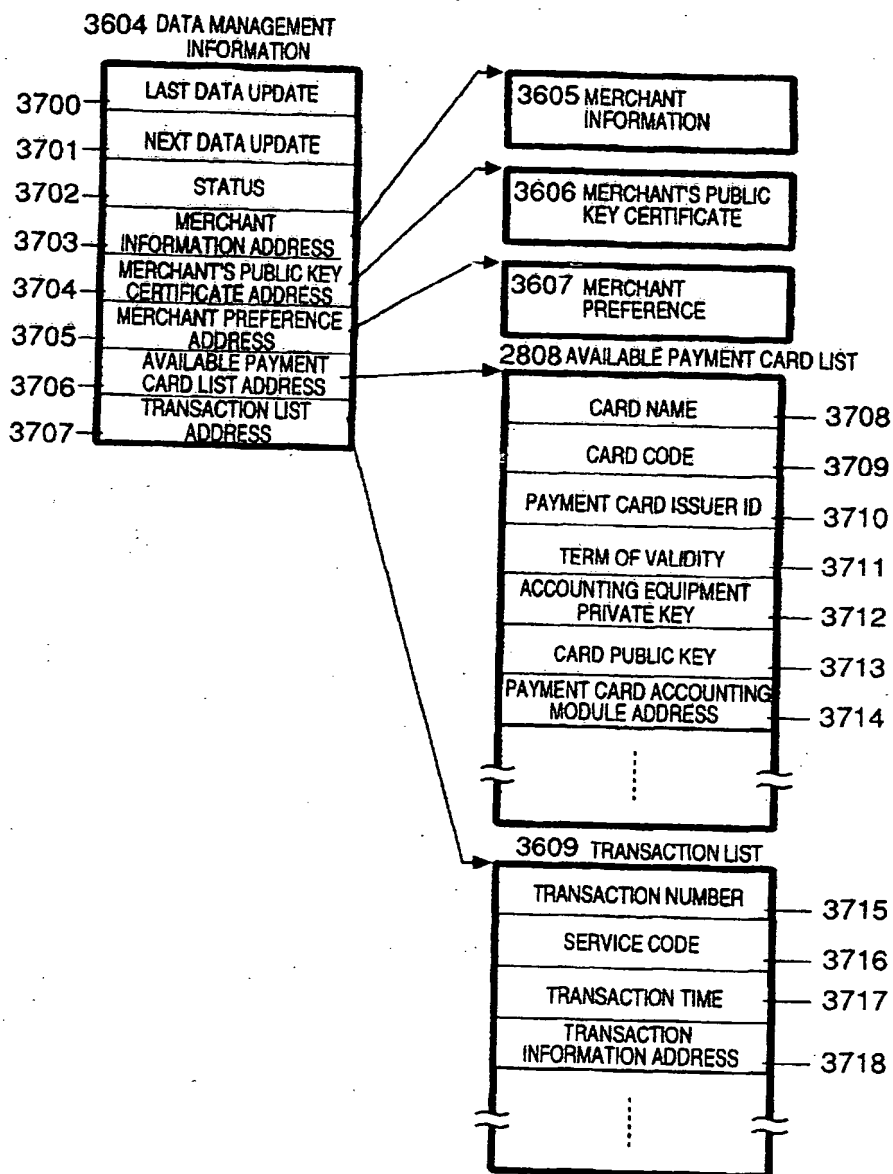 3604 DATA MANAGEMENT
INFORMATION
3700
LAST DATA UPDATE
3701
NEXT DATA UPDATE
3702
STATUS
3703
MERCHANT
INFORMATION ADDRESS
3704
MERCHANT'S PUBLIC KEY
CERTIFICATE ADDRESS
3705
MERCHANT PREFERENCE
ADDRESS
3706
AVAILABLE PAYMENT
CARD LIST ADDRESS
3707
TRANSACTION LIST
ADDRESS
3605 MERCHANT
INFORMATION
3606 MERCHANT'S PUBLIC
KEY CERTIFICATE
3607 MERCHANT
PREFERENCE
2808 AVAILABLE PAYMENT CARD LIST
CARD NAME
3708
CARD CODE
3709
PAYMENT CARD ISSUER ID
3710
TERM OF VALIDITY
3711
ACCOUNTING EQUIPMENT
PRIVATE KEY
3712
CARD PUBLIC KEY
3713
PAYMENT CARD ACCOUNTING
MODULE ADDRESS
3714
3609 TRANSACTION LIST
TRANSACTION NUMBER
3715
SERVICE CODE
3716
TRANSACTION TIME
3717
TRANSACTION
INFORMATION ADDRESS
3718